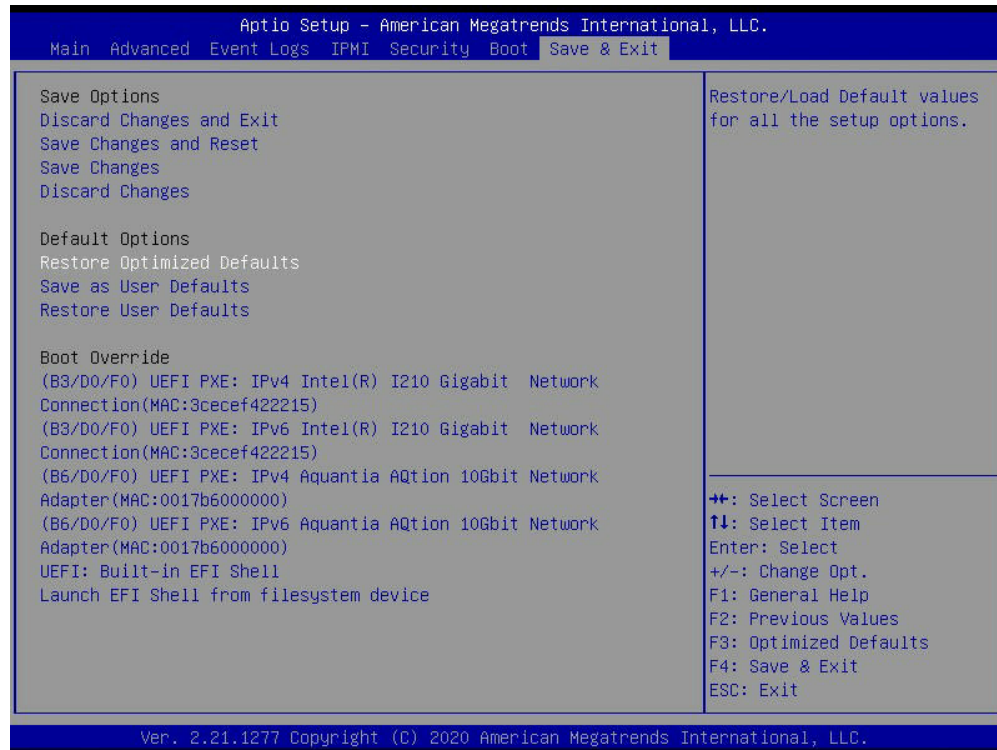 Aptio Setup – American Megatrends International, LLC.
Main Advanced Event Logs IPMI Security Boot Save & Exit
Save Options
Discard Changes and Exit
Save Changes and Reset
Save Changes
Discard Changes
Default Options
Restore Optimized Defaults
Save as User Defaults
Restore User Defaults
Boot Override
(B3/D0/F0) UEFI PXE: IPv4 Intel(R) I210 Gigabit Network
Connection(MAC:3cecef422215)
(B3/D0/F0) UEFI PXE: IPv6 Intel(R) I210 Gigabit Network
Connection(MAC:3cecef422215)
(B6/D0/F0) UEFI PXE: IPv4 Aquantia AQtion 10Gbit Network
Adapter(MAC:0017b6000000)
(B6/D0/F0) UEFI PXE: IPv6 Aquantia AQtion 10Gbit Network
Adapter(MAC:0017b6000000)
UEFI: Built-in EFI Shell
Launch EFI Shell from filesystem device
Restore/Load Default values
for all the setup options.
→←: Select Screen
↑↓: Select Item
Enter: Select
+/-: Change Opt.
F1: General Help
F2: Previous Values
F3: Optimized Defaults
F4: Save & Exit
ESC: Exit
Ver. 2.21.1277 Copyright (C) 2020 American Megatrends International, LLC.